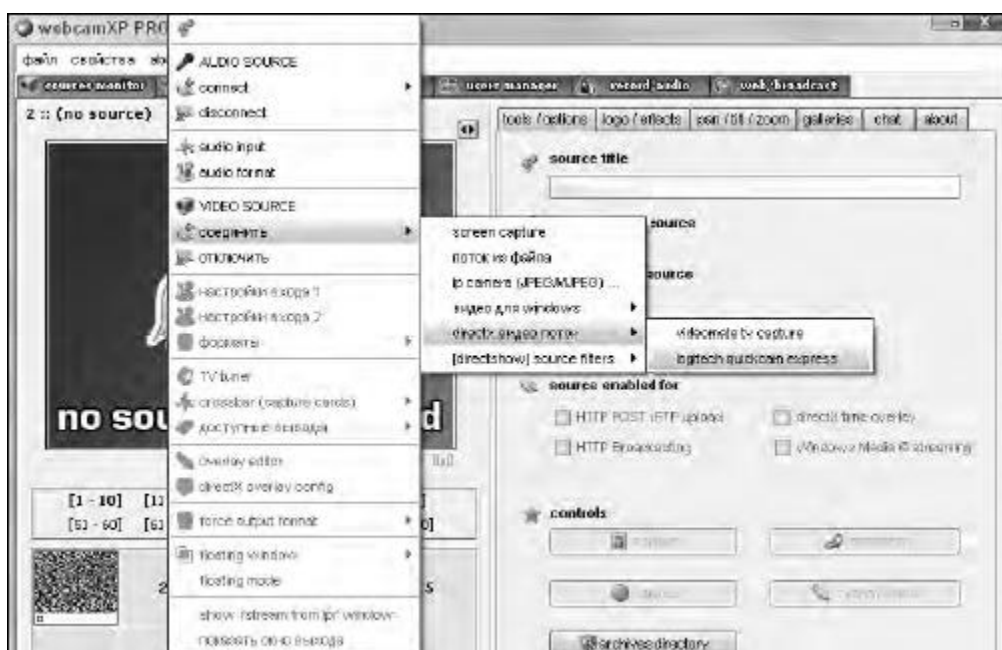 webcamXP PRO
файл свойства
sources monitor
users manager
record audio
web/broadcast
2 :: (no source)
tools / options
logo / effects
pan / tilt / zoom
galleries
chat
about
source title
source
source
source enabled for
HTTP POST / FTP upload
directX time overlay
HTTP Broadcasting
Windows Media © streaming
controls
archives directory
no sou
d
[1 - 10]
[51 - 60]
AUDIO SOURCE
connect
disconnect
audio input
audio format
VIDEO SOURCE
соединить
отключить
настройки входа 1
настройки входа 2
форматы
TV tuner
crossbar (capture cards)
доступные выхода
overlay editor
directX overlay config
force output format
floating window
floating mode
показать окно выхода
screen capture
поток из файла
ip camera (JPEG/MJPEG) ...
видео для windows
directx видео поток
[directshow] source filters
videomate tv capture
logitech quickcam express